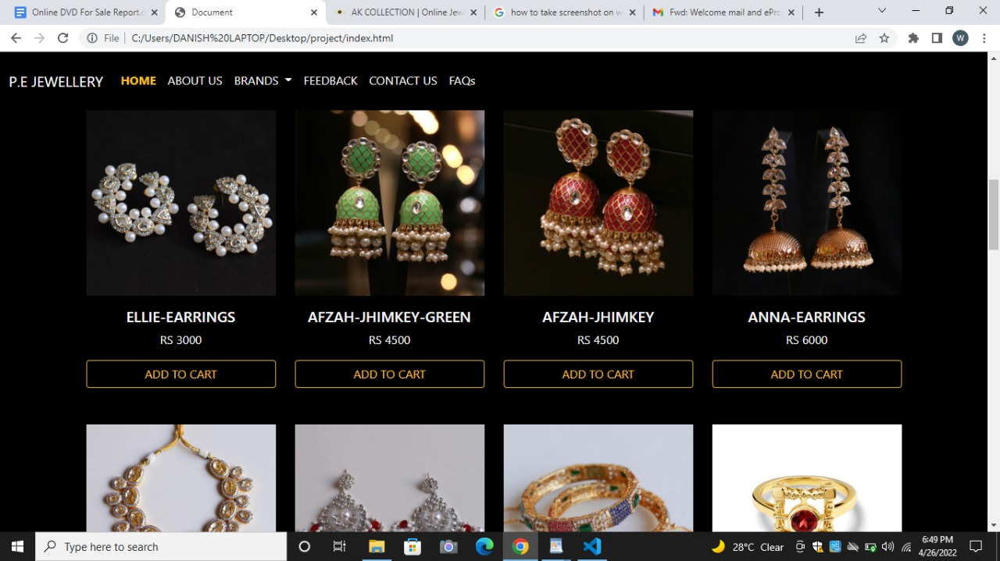 Online DVD For Sale Report.c
Document
AK COLLECTION | Online Jew
how to take screenshot on w
Fwd: Welcome mail and ePro
File
C:/Users/DANISH%20LAPTOP/Desktop/project/index.html
W
P.E JEWELLERY HOME ABOUT US BRANDS FEEDBACK CONTACT US FAQs
ELLIE-EARRINGS
RS 3000
ADD TO CART
AFZAH-JHIMKEY-GREEN
RS 4500
ADD TO CART
AFZAH-JHIMKEY
RS 4500
ADD TO CART
ANNA-EARRINGS
RS 6000
ADD TO CART
Type here to search
28°C Clear
6:49 PM
4/26/2022